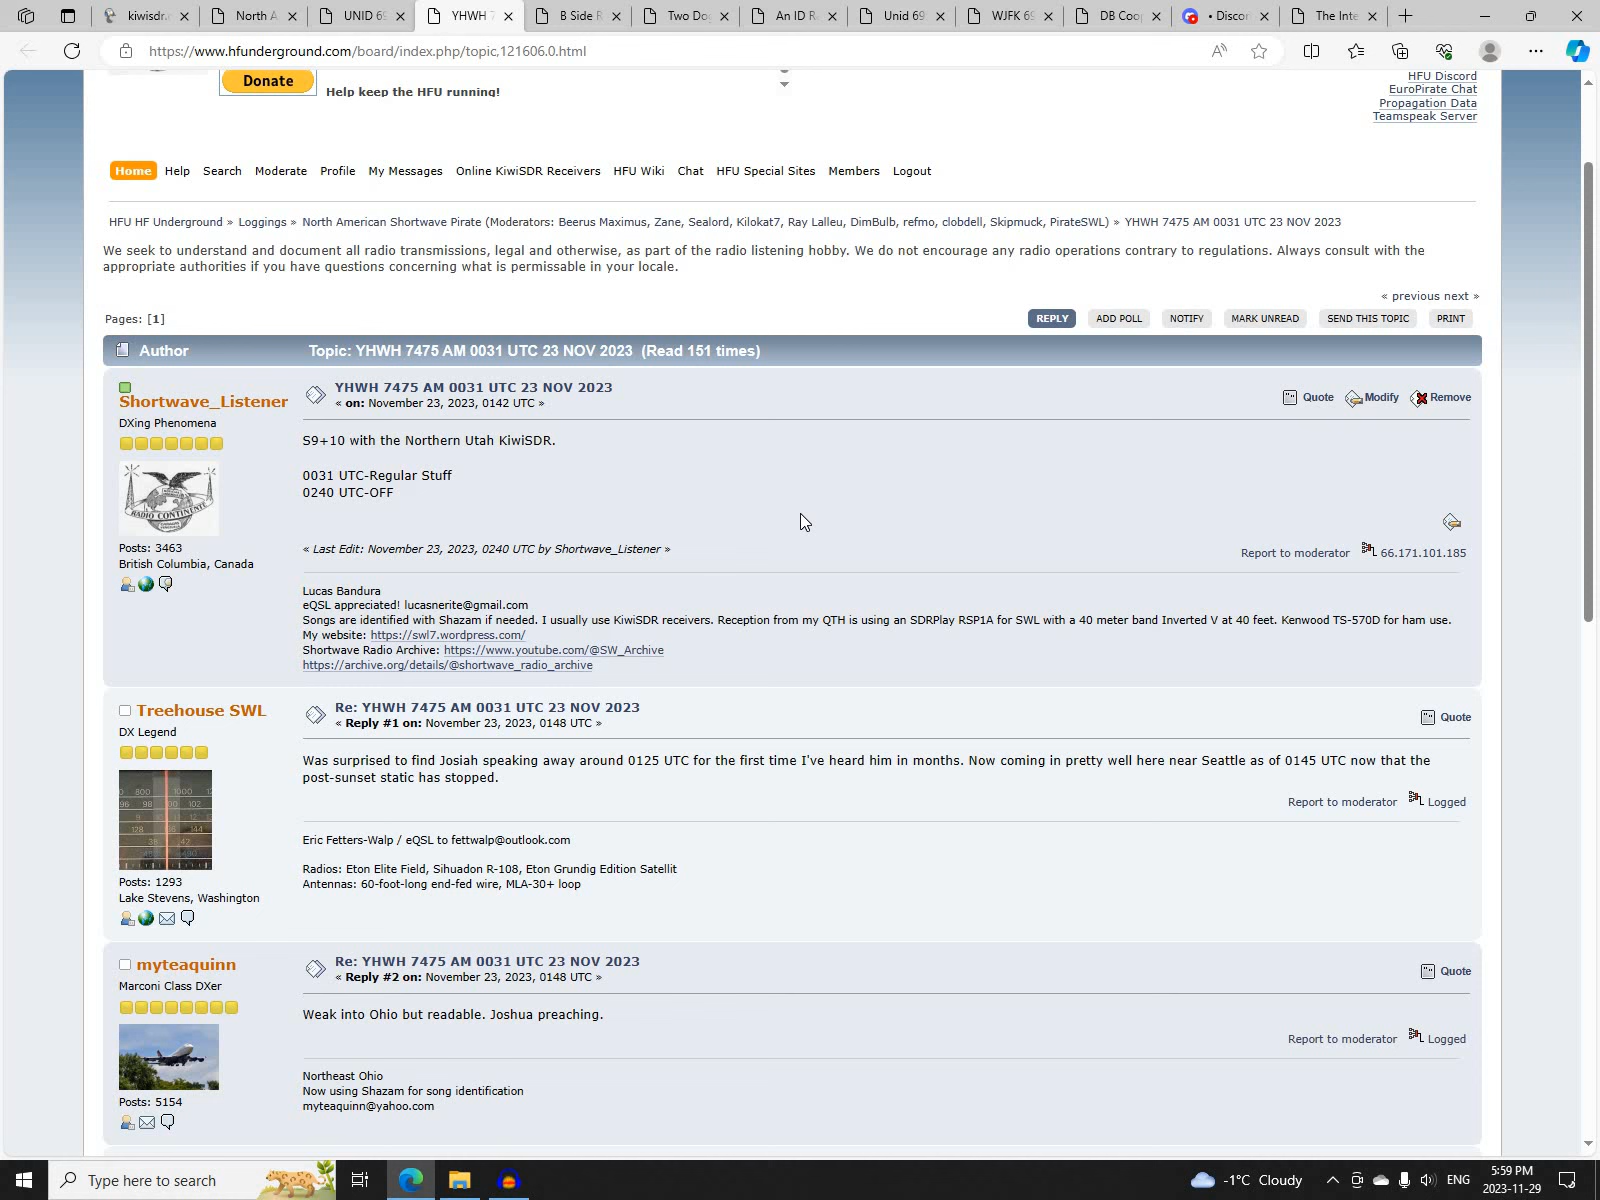 kiwisdr.
North A
UNID 69
YHWH 7
B Side R
Two Do
An ID R
Unid 69
WJFK 69
DB Coo
• Discor
The Inte
https://www.hfunderground.com/board/index.php/topic,121606.0.html
Donate
Help keep the HFU running!
HFU Discord
EuroPirate Chat
Propagation Data
Teamspeak Server
Home Help Search Moderate Profile My Messages Online KiwiSDR Receivers HFU Wiki Chat HFU Special Sites Members Logout
HFU HF Underground » Loggings » North American Shortwave Pirate (Moderators: Beerus Maximus, Zane, Sealord, Kilokat7, Ray Lalleu, DimBulb, refmo, clobdell, Skipmuck, PirateSWL) » YHWH 7475 AM 0031 UTC 23 NOV 2023
We seek to understand and document all radio transmissions, legal and otherwise, as part of the radio listening hobby. We do not encourage any radio operations contrary to regulations. Always consult with the
appropriate authorities if you have questions concerning what is permissable in your locale.
« previous next »
Pages: [1]
REPLY ADD POLL NOTIFY MARK UNREAD SEND THIS TOPIC PRINT
Author Topic: YHWH 7475 AM 0031 UTC 23 NOV 2023 (Read 151 times)
Shortwave_Listener
DXing Phenomena
RADIO CONTINENTE
Posts: 3463
British Columbia, Canada
YHWH 7475 AM 0031 UTC 23 NOV 2023
« on: November 23, 2023, 0142 UTC »
Quote Modify Remove
S9+10 with the Northern Utah KiwiSDR.
0031 UTC-Regular Stuff
0240 UTC-OFF
« Last Edit: November 23, 2023, 0240 UTC by Shortwave_Listener »
Report to moderator 66.171.101.185
Lucas Bandura
eQSL appreciated! lucasnerite@gmail.com
Songs are identified with Shazam if needed. I usually use KiwiSDR receivers. Reception from my QTH is using an SDRPlay RSP1A for SWL with a 40 meter band Inverted V at 40 feet. Kenwood TS-570D for ham use.
My website: https://swl7.wordpress.com/
Shortwave Radio Archive: https://www.youtube.com/@SW_Archive
https://archive.org/details/@shortwave_radio_archive
Treehouse SWL
DX Legend
Posts: 1293
Lake Stevens, Washington
Re: YHWH 7475 AM 0031 UTC 23 NOV 2023
« Reply #1 on: November 23, 2023, 0148 UTC »
Quote
Was surprised to find Josiah speaking away around 0125 UTC for the first time I've heard him in months. Now coming in pretty well here near Seattle as of 0145 UTC now that the
post-sunset static has stopped.
Report to moderator Logged
Eric Fetters-Walp / eQSL to fettwalp@outlook.com
Radios: Eton Elite Field, Sihuadon R-108, Eton Grundig Edition Satellit
Antennas: 60-foot-long end-fed wire, MLA-30+ loop
myteaquinn
Marconi Class DXer
Posts: 5154
Re: YHWH 7475 AM 0031 UTC 23 NOV 2023
« Reply #2 on: November 23, 2023, 0148 UTC »
Quote
Weak into Ohio but readable. Joshua preaching.
Report to moderator Logged
Northeast Ohio
Now using Shazam for song identification
myteaquinn@yahoo.com
Type here to search
-1°C Cloudy
ENG
5:59 PM
2023-11-29